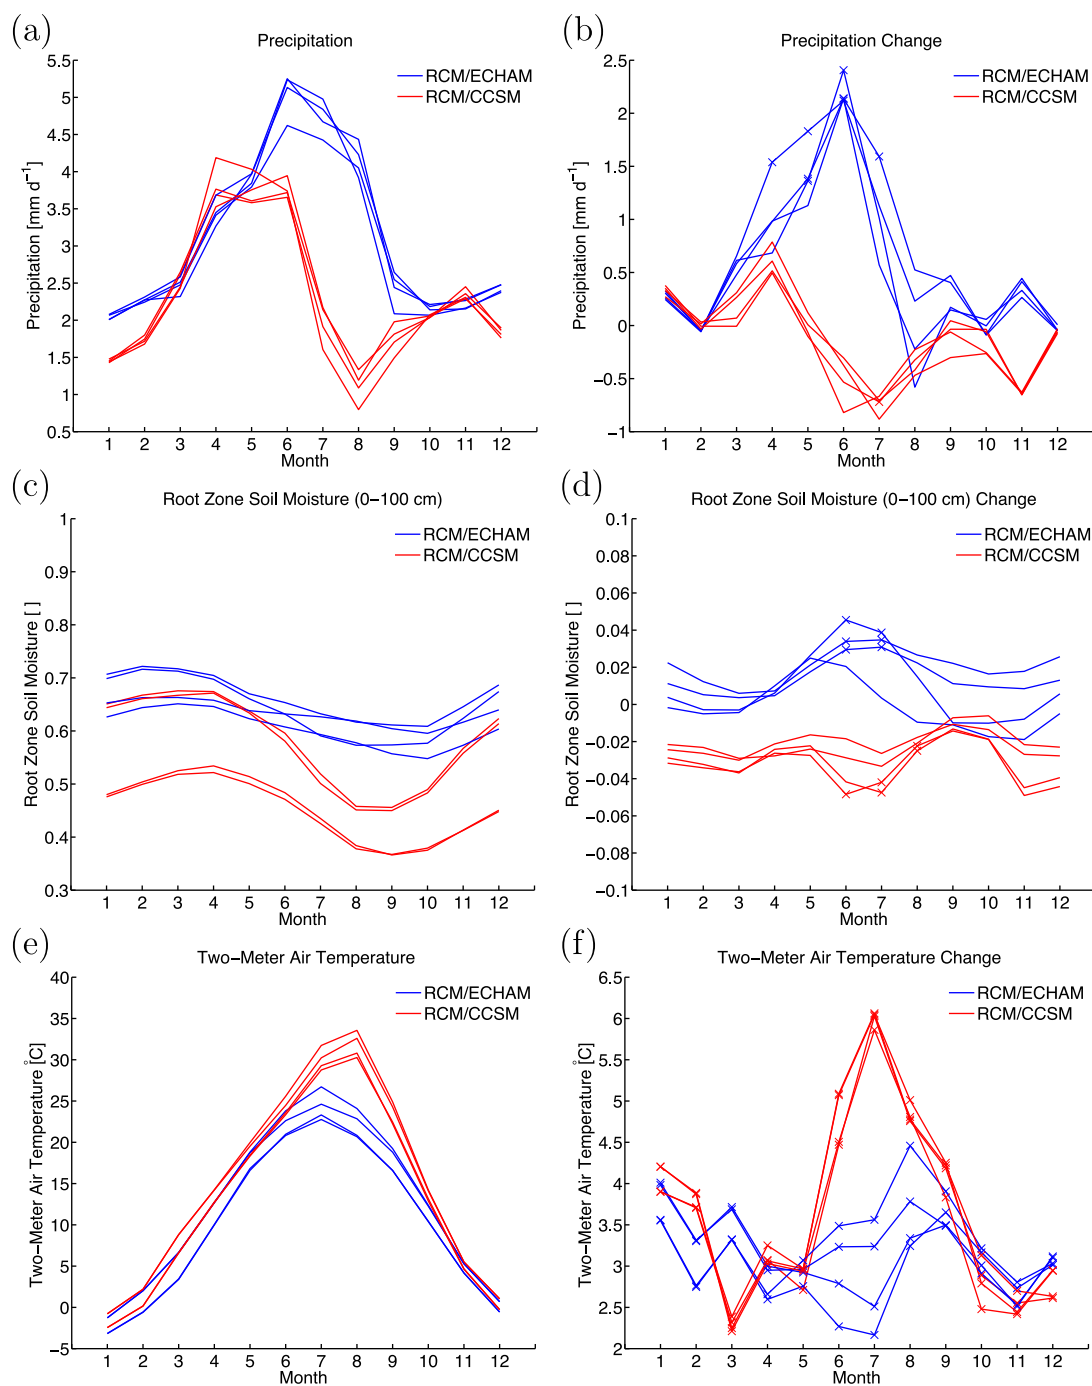 (a)
Precipitation
RCM/ECHAM
RCM/CCSM
Precipitation [mm d⁻¹]
5.5
5
4.5
4
3.5
3
2.5
2
1.5
1
0.5
1 2 3 4 5 6 7 8 9 10 11 12
Month
(b)
Precipitation Change
RCM/ECHAM
RCM/CCSM
Precipitation [mm d⁻¹]
2.5
2
1.5
1
0.5
0
−0.5
−1
1 2 3 4 5 6 7 8 9 10 11 12
Month
(c)
Root Zone Soil Moisture (0−100 cm)
RCM/ECHAM
RCM/CCSM
Root Zone Soil Moisture [ ]
1
0.9
0.8
0.7
0.6
0.5
0.4
0.3
1 2 3 4 5 6 7 8 9 10 11 12
Month
(d)
Root Zone Soil Moisture (0−100 cm) Change
RCM/ECHAM
RCM/CCSM
Root Zone Soil Moisture [ ]
0.1
0.08
0.06
0.04
0.02
0
−0.02
−0.04
−0.06
−0.08
−0.1
1 2 3 4 5 6 7 8 9 10 11 12
Month
(e)
Two−Meter Air Temperature
RCM/ECHAM
RCM/CCSM
Two−Meter Air Temperature [°C]
40
35
30
25
20
15
10
5
0
−5
1 2 3 4 5 6 7 8 9 10 11 12
Month
(f)
Two−Meter Air Temperature Change
RCM/ECHAM
RCM/CCSM
Two−Meter Air Temperature [°C]
6.5
6
5.5
5
4.5
4
3.5
3
2.5
2
1 2 3 4 5 6 7 8 9 10 11 12
Month